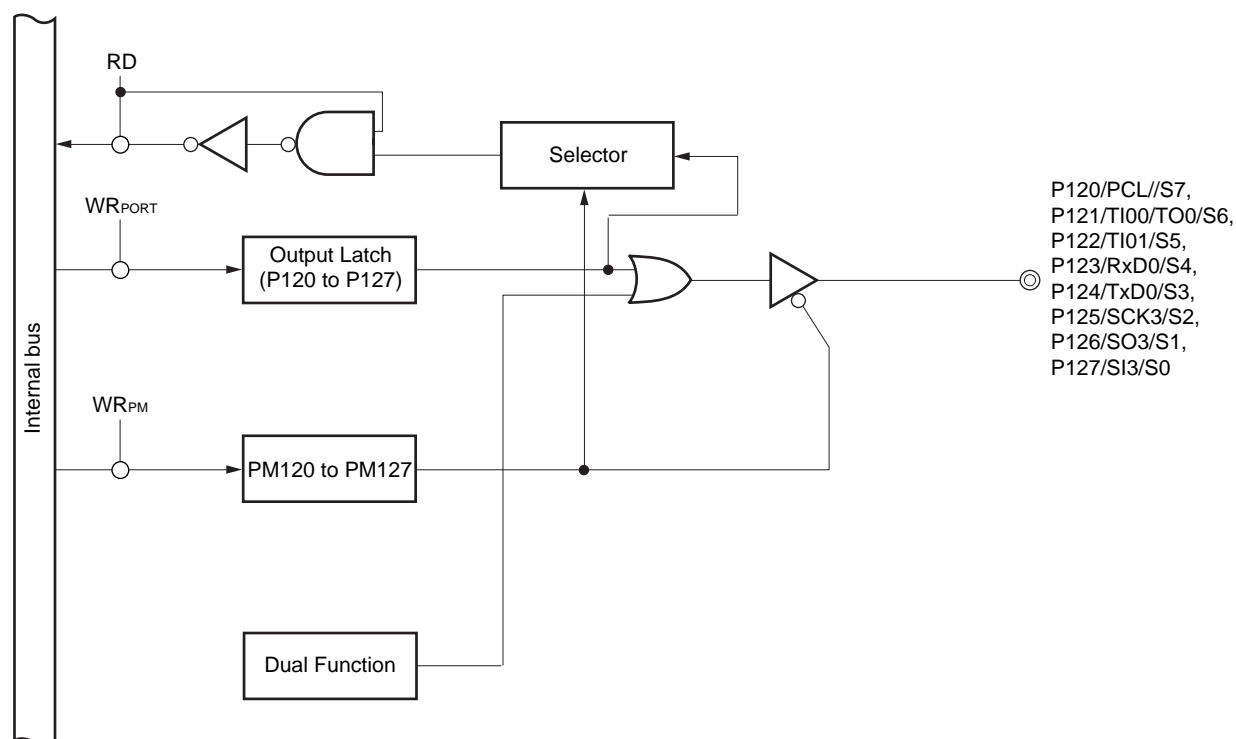 RD
Selector
WRPORT
Output Latch
(P120 to P127)
P120/PCL//S7,
P121/TI00/TO0/S6,
P122/TI01/S5,
P123/RxD0/S4,
P124/TxD0/S3,
P125/SCK3/S2,
P126/SO3/S1,
P127/SI3/S0
Internal bus
WRPM
PM120 to PM127
Dual Function